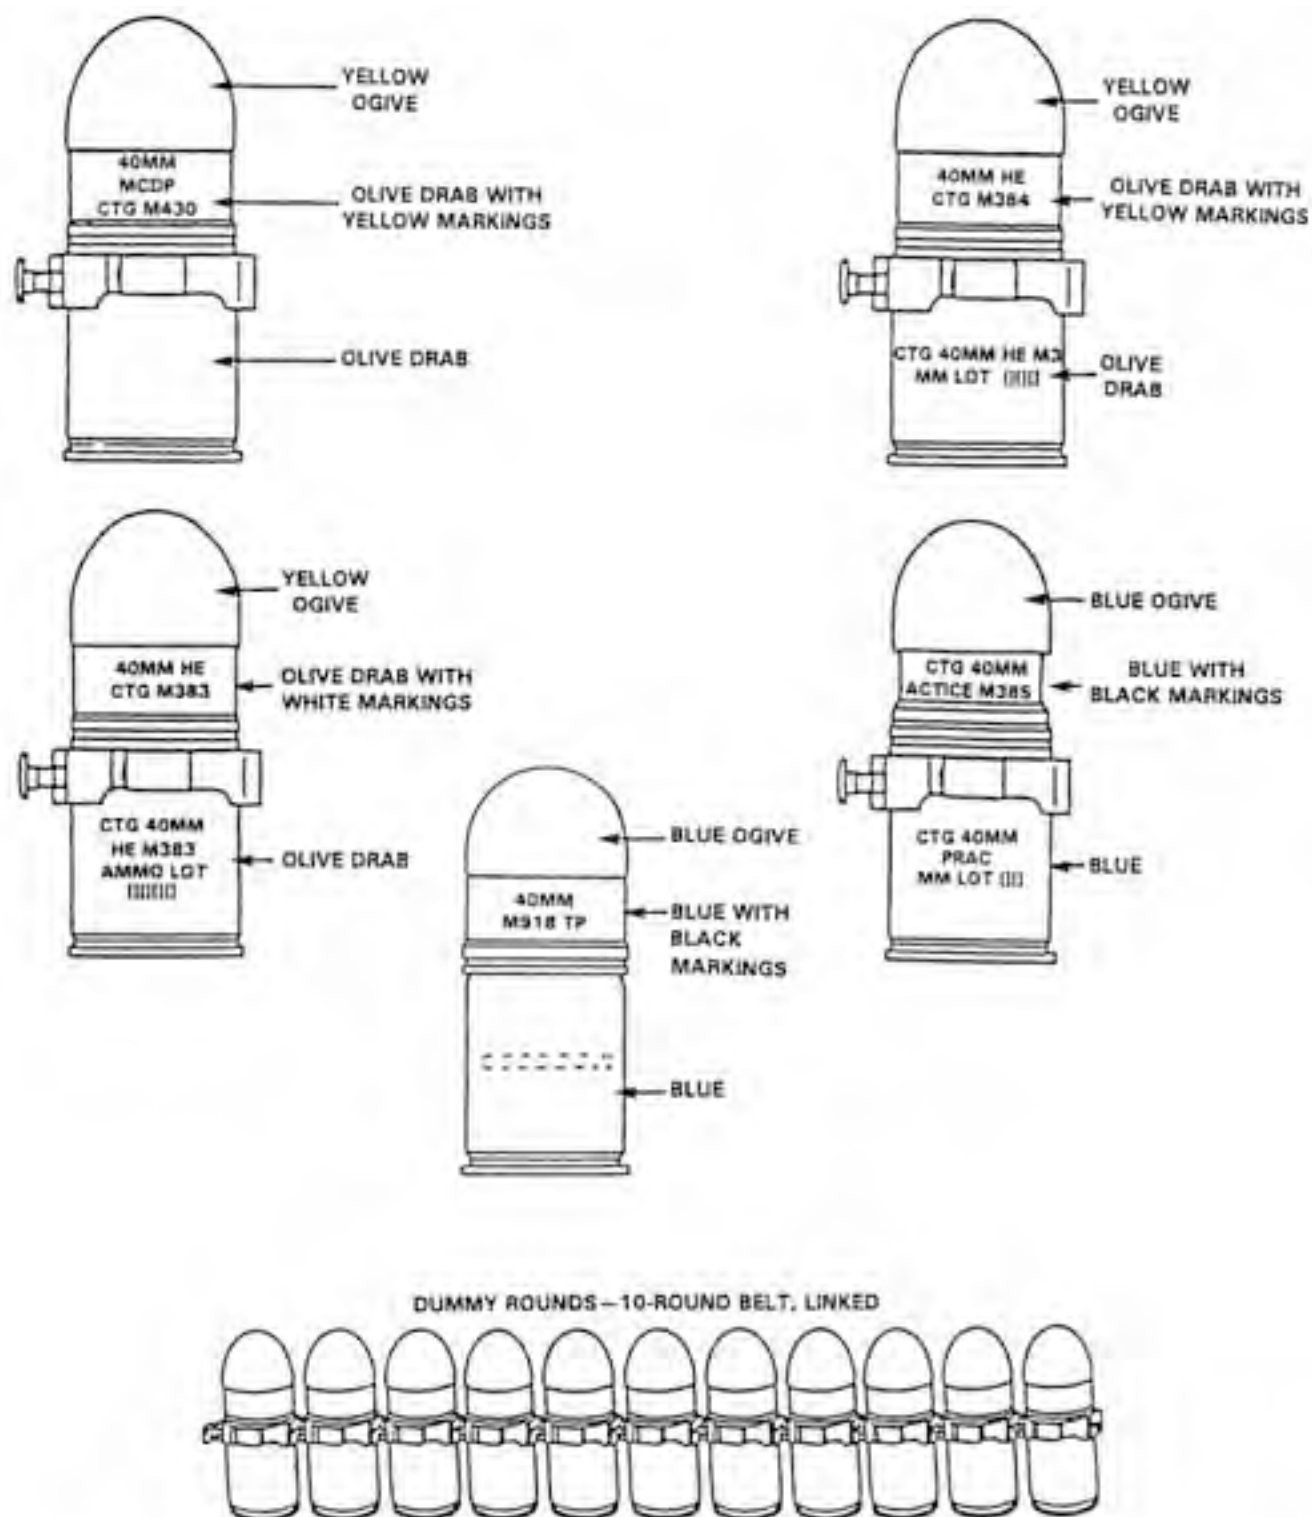 YELLOW
OGIVE
40MM
MCDP
CTG M430
OLIVE DRAB WITH
YELLOW MARKINGS
OLIVE DRAB
YELLOW
OGIVE
40MM HE
CTG M384
OLIVE DRAB WITH
YELLOW MARKINGS
CTG 40MM HE M3
MM LOT
OLIVE
DRAB
YELLOW
OGIVE
40MM HE
CTG M383
OLIVE DRAB WITH
WHITE MARKINGS
CTG 40MM
HE M383
AMMO LOT
OLIVE DRAB
BLUE OGIVE
CTG 40MM
ACTICE M385
BLUE WITH
BLACK MARKINGS
CTG 40MM
PRAC
MM LOT
BLUE
BLUE OGIVE
40MM
M918 TP
BLUE WITH
BLACK
MARKINGS
BLUE
DUMMY ROUNDS—10-ROUND BELT, LINKED